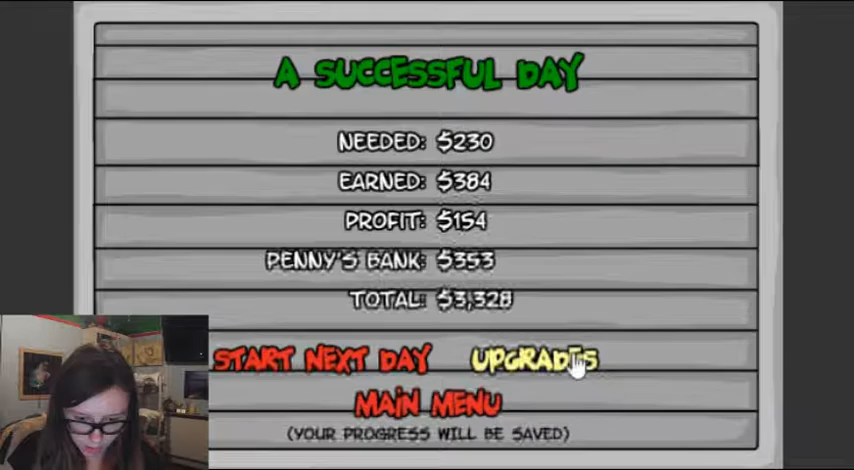 A SUCCESSFUL DAY
NEEDED: $230
EARNED: $384
PROFIT: $154
PENNY'S BANK: $353
TOTAL: $3,328
START NEXT DAY UPGRADES
MAIN MENU
(YOUR PROGRESS WILL BE SAVED)